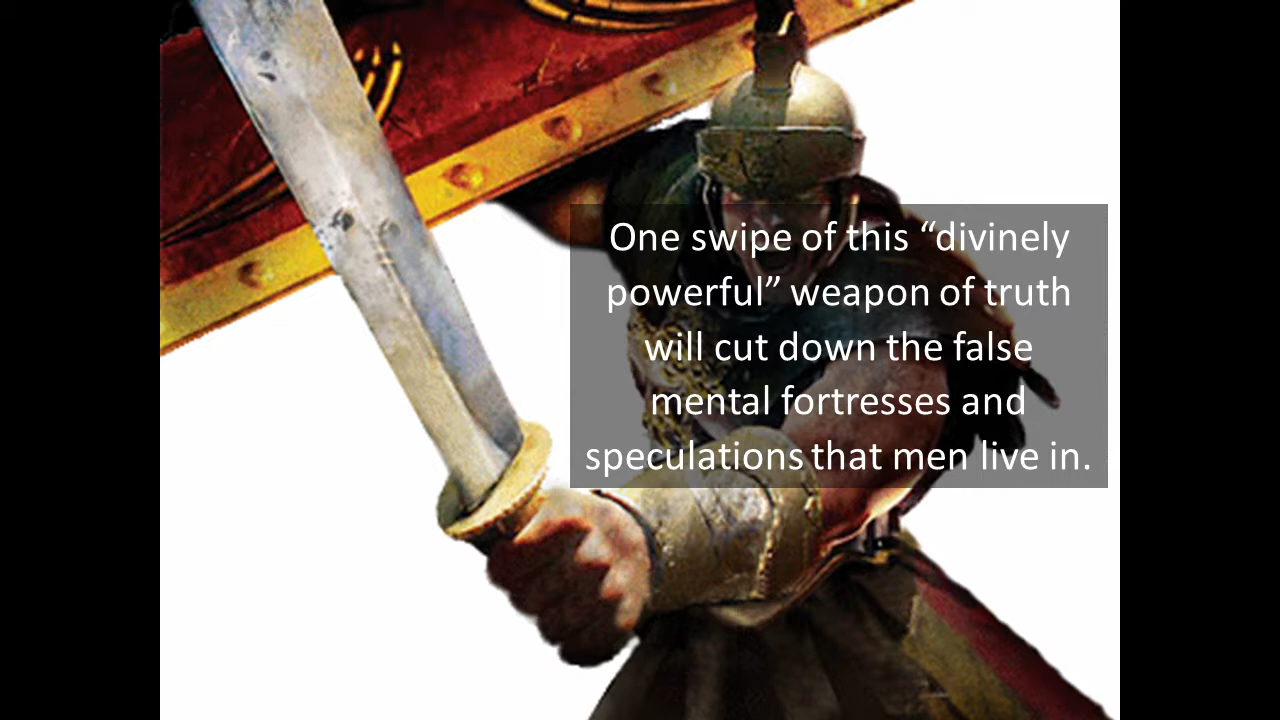 One swipe of this “divinely
powerful” weapon of truth
will cut down the false
mental fortresses and
speculations that men live in.